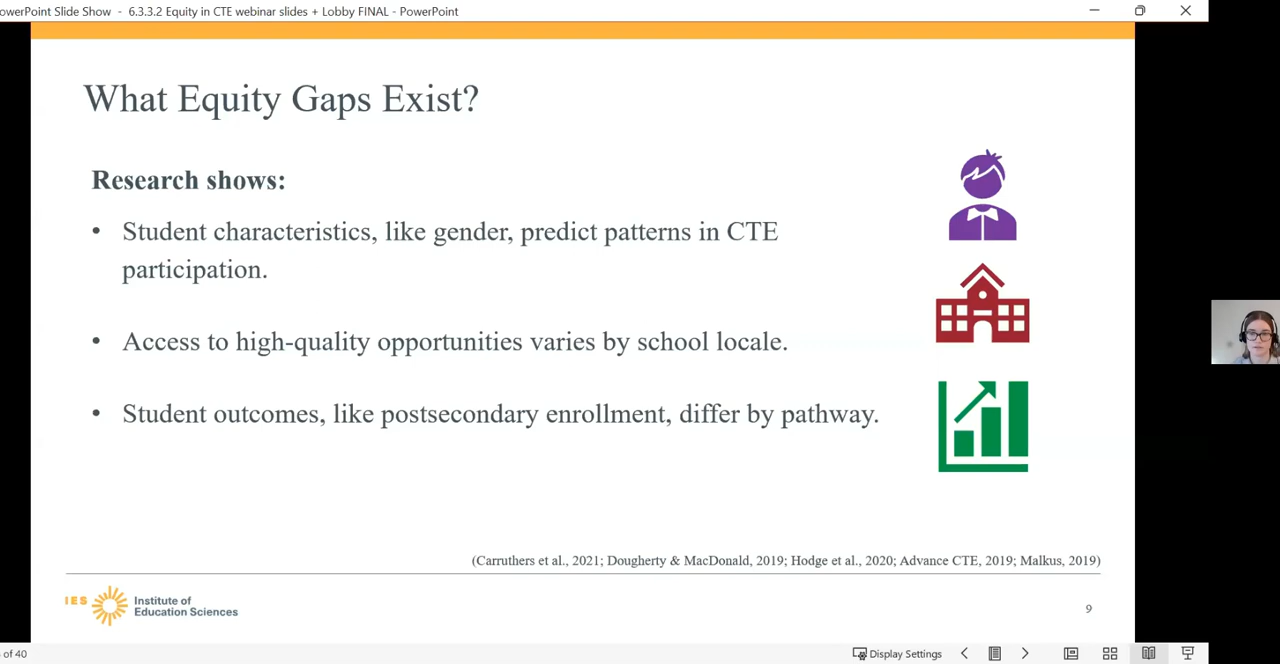 owerPoint Slide Show - 6.3.3.2 Equity in CTE webinar slides + Lobby FINAL - PowerPoint
What Equity Gaps Exist?
Research shows:
• Student characteristics, like gender, predict patterns in CTE
participation.
• Access to high-quality opportunities varies by school locale.
• Student outcomes, like postsecondary enrollment, differ by pathway.
(Carruthers et al., 2021; Dougherty & MacDonald, 2019; Hodge et al., 2020; Advance CTE, 2019; Malkus, 2019)
IES Institute of
Education Sciences
9
of 40
Display Settings